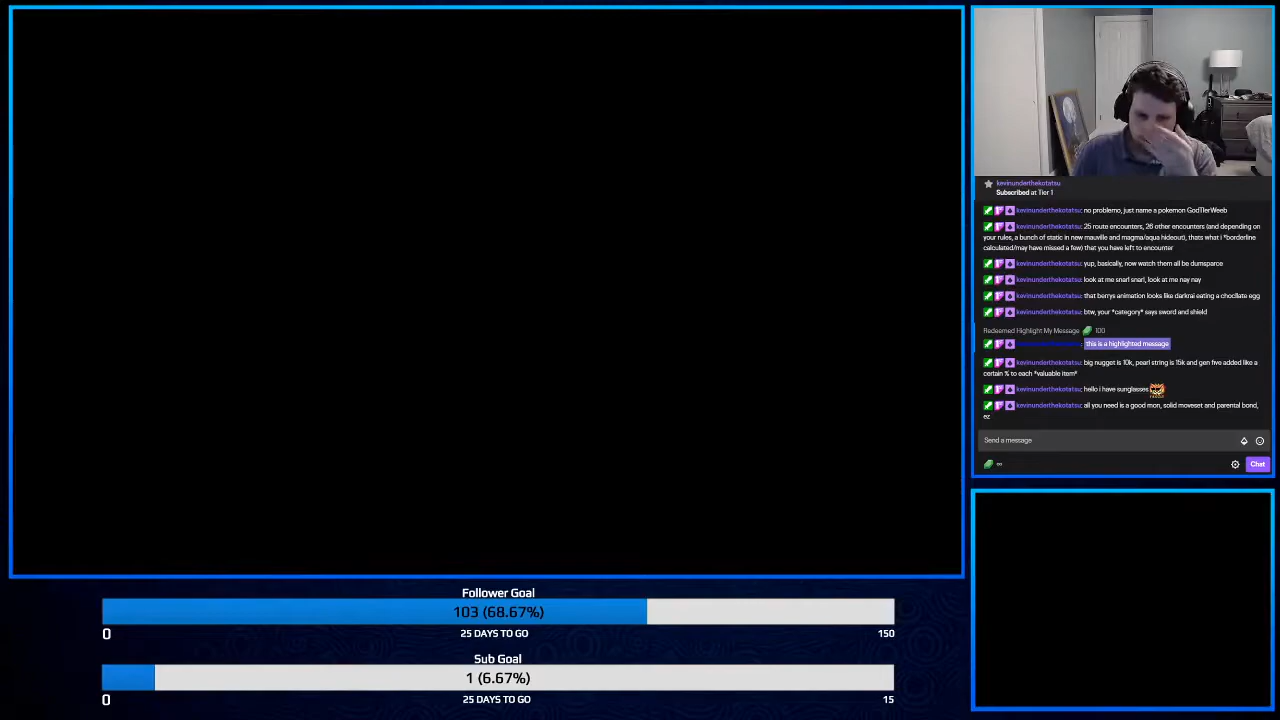 kevinunderthekotatsu
Subscribed at Tier 1
kevinunderthekotatsu: no problemo, just name a pokemon GodTierWeeb
kevinunderthekotatsu: 25 route encounters, 26 other encounters (and depending on
your rules, a bunch of static in new mauville and magma/aqua hideout), thats what i *borderline
calculated/may have missed a few) that you have left to encounter
kevinunderthekotatsu: yup, basically, now watch them all be dunsparce
kevinunderthekotatsu: look at me snarl snarl, look at me nay nay
kevinunderthekotatsu: that berrys animation looks like darkrai eating a chocllate egg
kevinunderthekotatsu: btw, your *category* says sword and shield
Redeemed Highlight My Message 100
: this is a highlighted message
kevinunderthekotatsu: big nugget is 10k, pearl string is 15k and gen five added like a
certain % to each *valuable item*
kevinunderthekotatsu: hello i have sunglasses
kevinunderthekotatsu: all you need is a good mon, solid moveset and parental bond,
ez
Send a message
∞
Chat
Follower Goal
103 (68.67%)
0 25 DAYS TO GO 150
Sub Goal
1 (6.67%)
0 25 DAYS TO GO 15